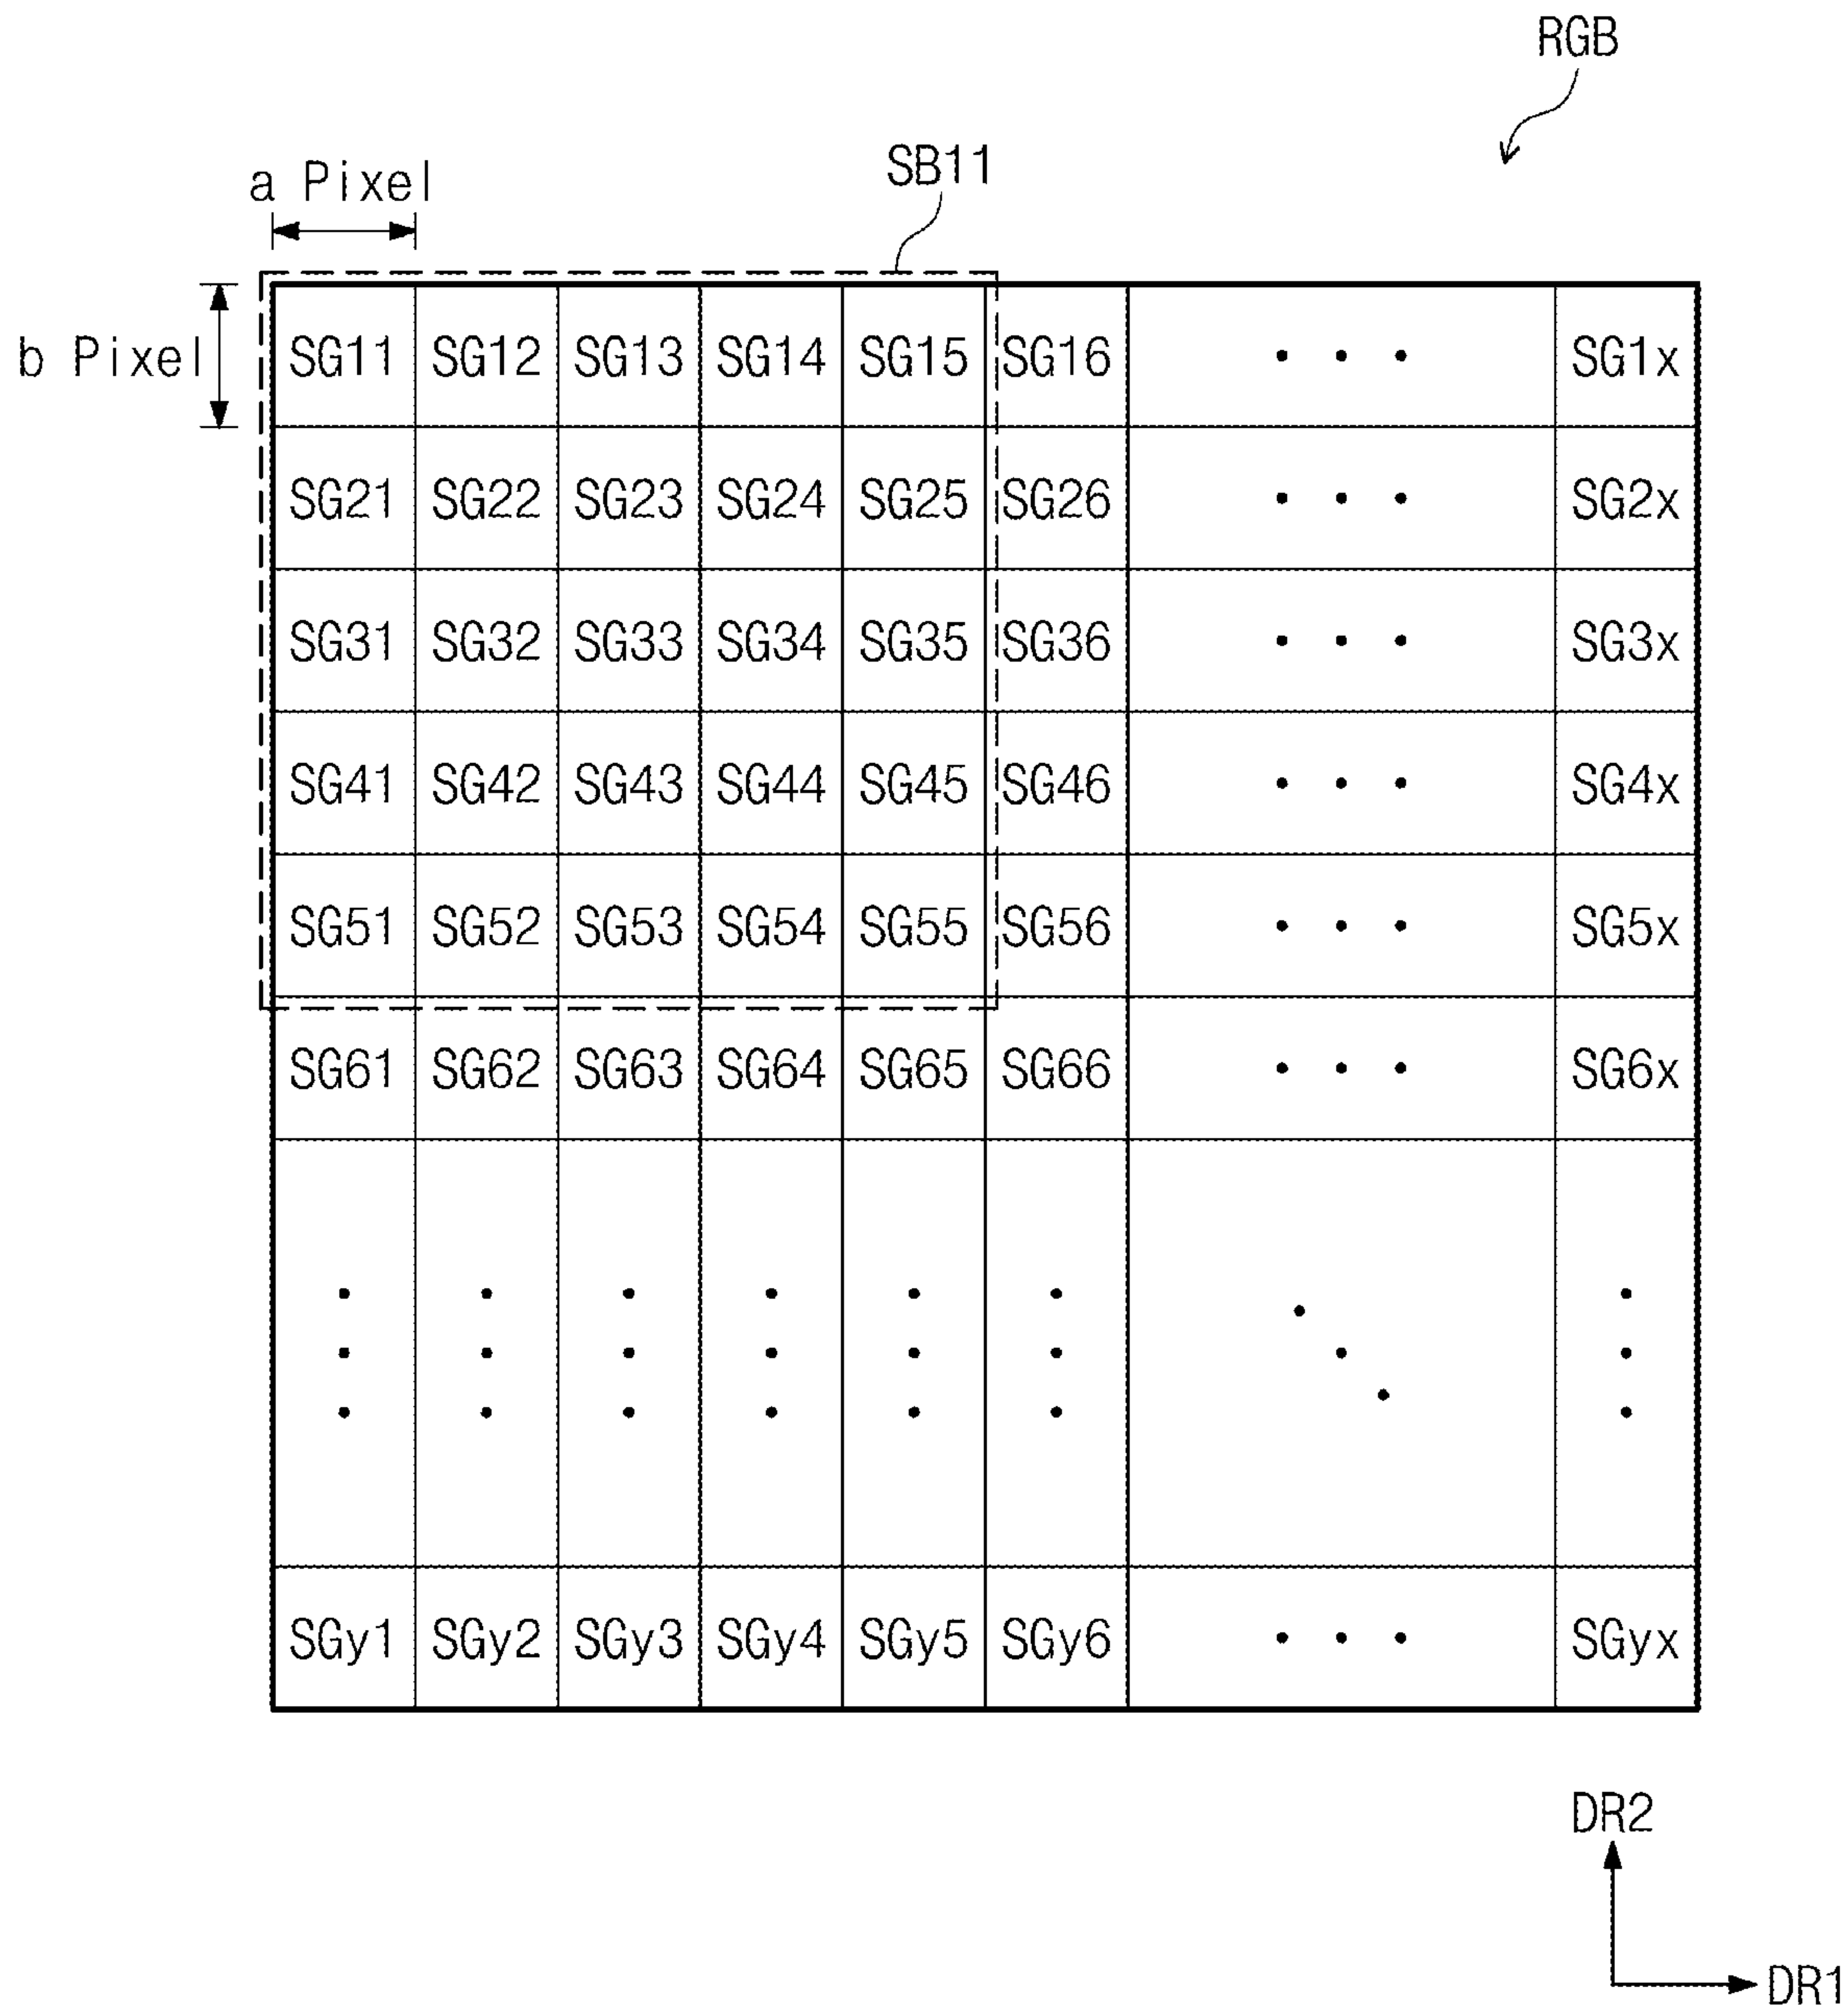 RGB
SB11
a Pixel
b Pixel
SG11 SG12 SG13 SG14 SG15 SG16 • • • SG1x
SG21 SG22 SG23 SG24 SG25 SG26 • • • SG2x
SG31 SG32 SG33 SG34 SG35 SG36 • • • SG3x
SG41 SG42 SG43 SG44 SG45 SG46 • • • SG4x
SG51 SG52 SG53 SG54 SG55 SG56 • • • SG5x
SG61 SG62 SG63 SG64 SG65 SG66 • • • SG6x
SGy1 SGy2 SGy3 SGy4 SGy5 SGy6 • • • SGyx
DR2
DR1